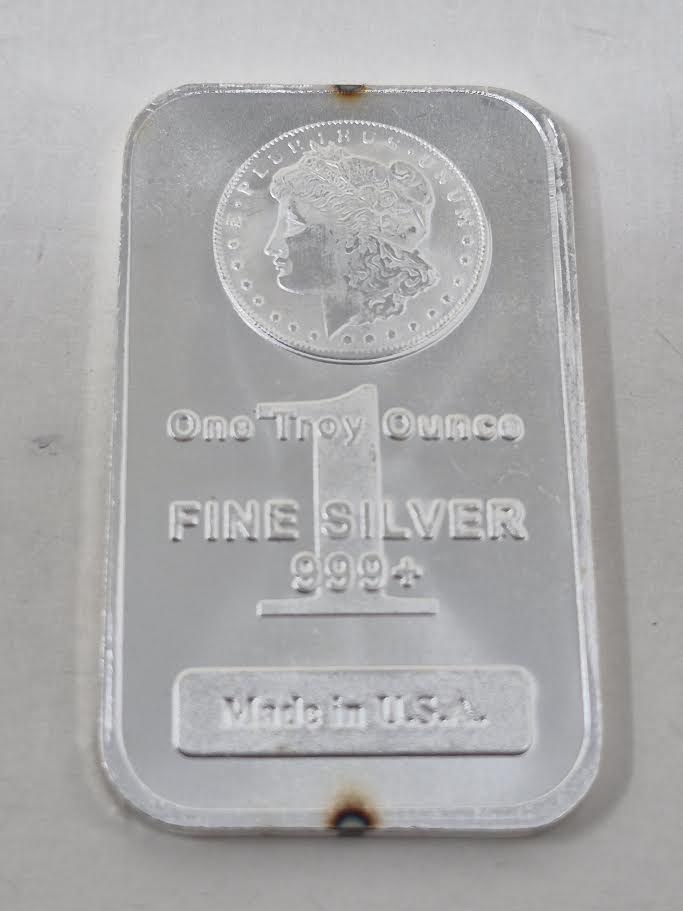 E·PLURIBUS·UNUM
1
One Troy Ounce
FINE SILVER
999+
Made in U.S.A.